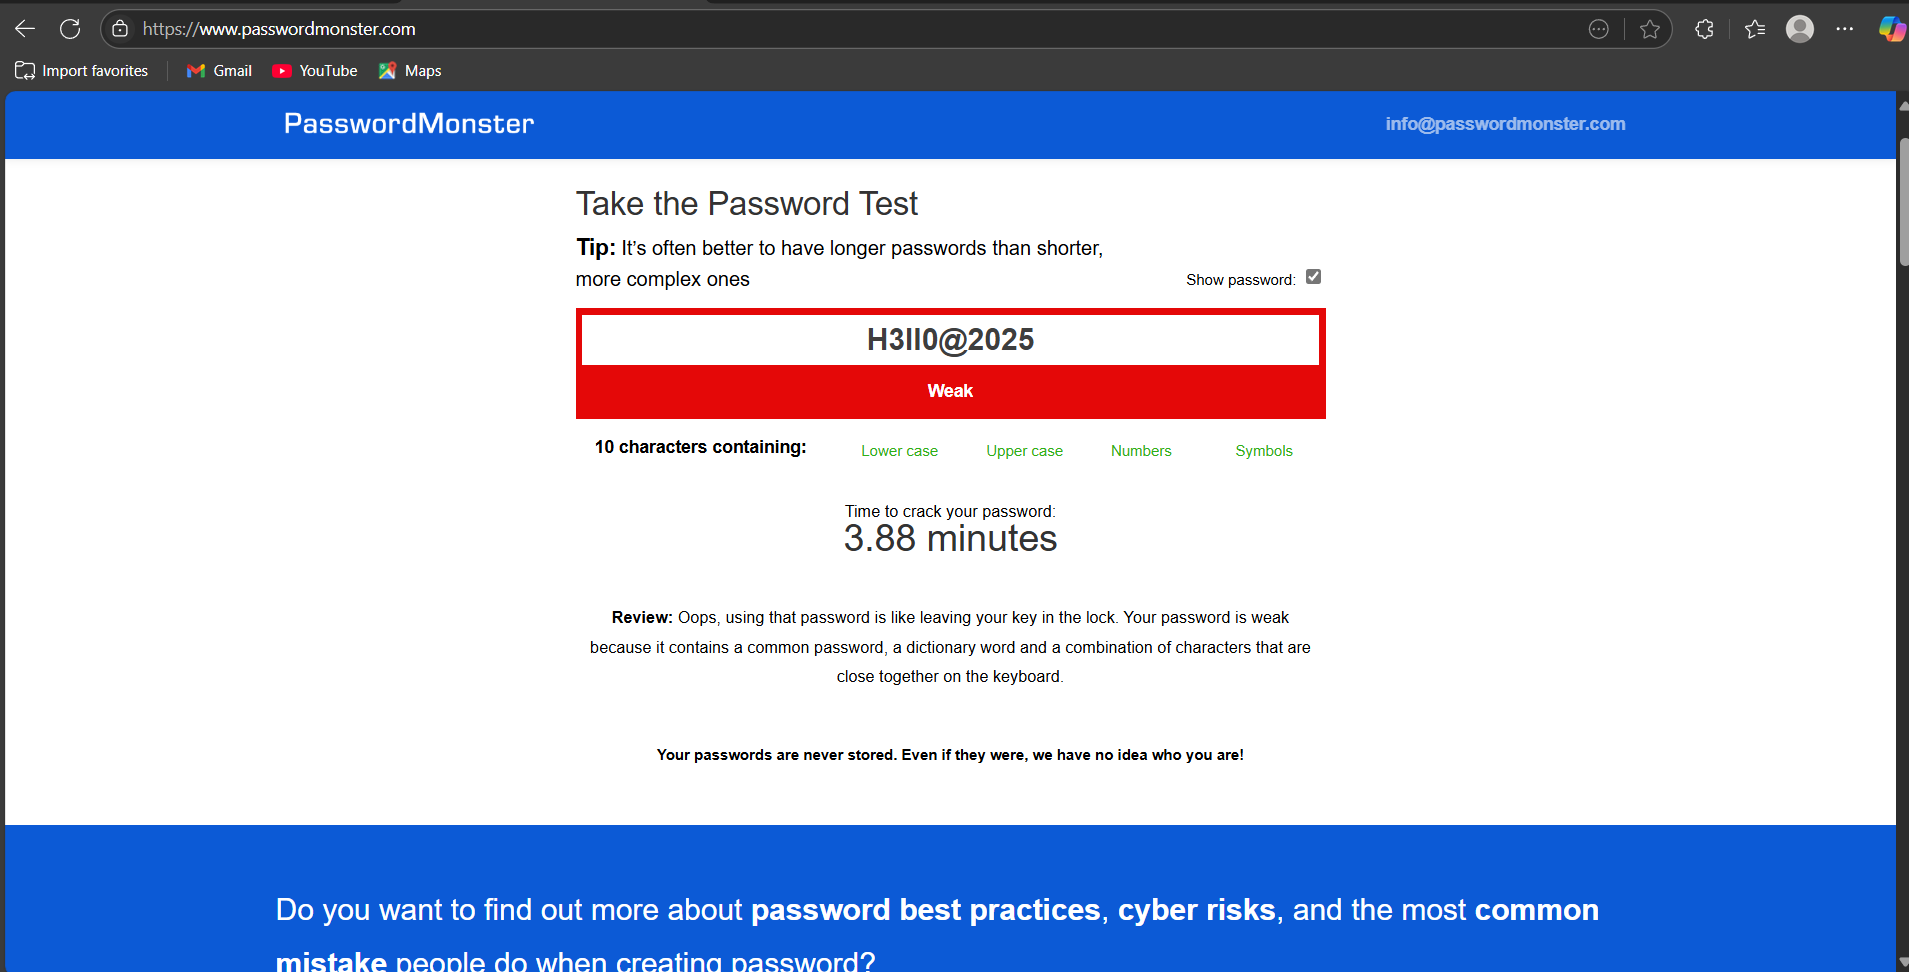 https://www.passwordmonster.com
Import favorites
Gmail
YouTube
Maps
PasswordMonster
info@passwordmonster.com
Take the Password Test
Tip: It’s often better to have longer passwords than shorter,
more complex ones
Show password:
H3ll0@2025
Weak
10 characters containing: Lower case Upper case Numbers Symbols
Time to crack your password:
3.88 minutes
Review: Oops, using that password is like leaving your key in the lock. Your password is weak
because it contains a common password, a dictionary word and a combination of characters that are
close together on the keyboard.
Your passwords are never stored. Even if they were, we have no idea who you are!
Do you want to find out more about password best practices, cyber risks, and the most common
mistake people do when creating password?